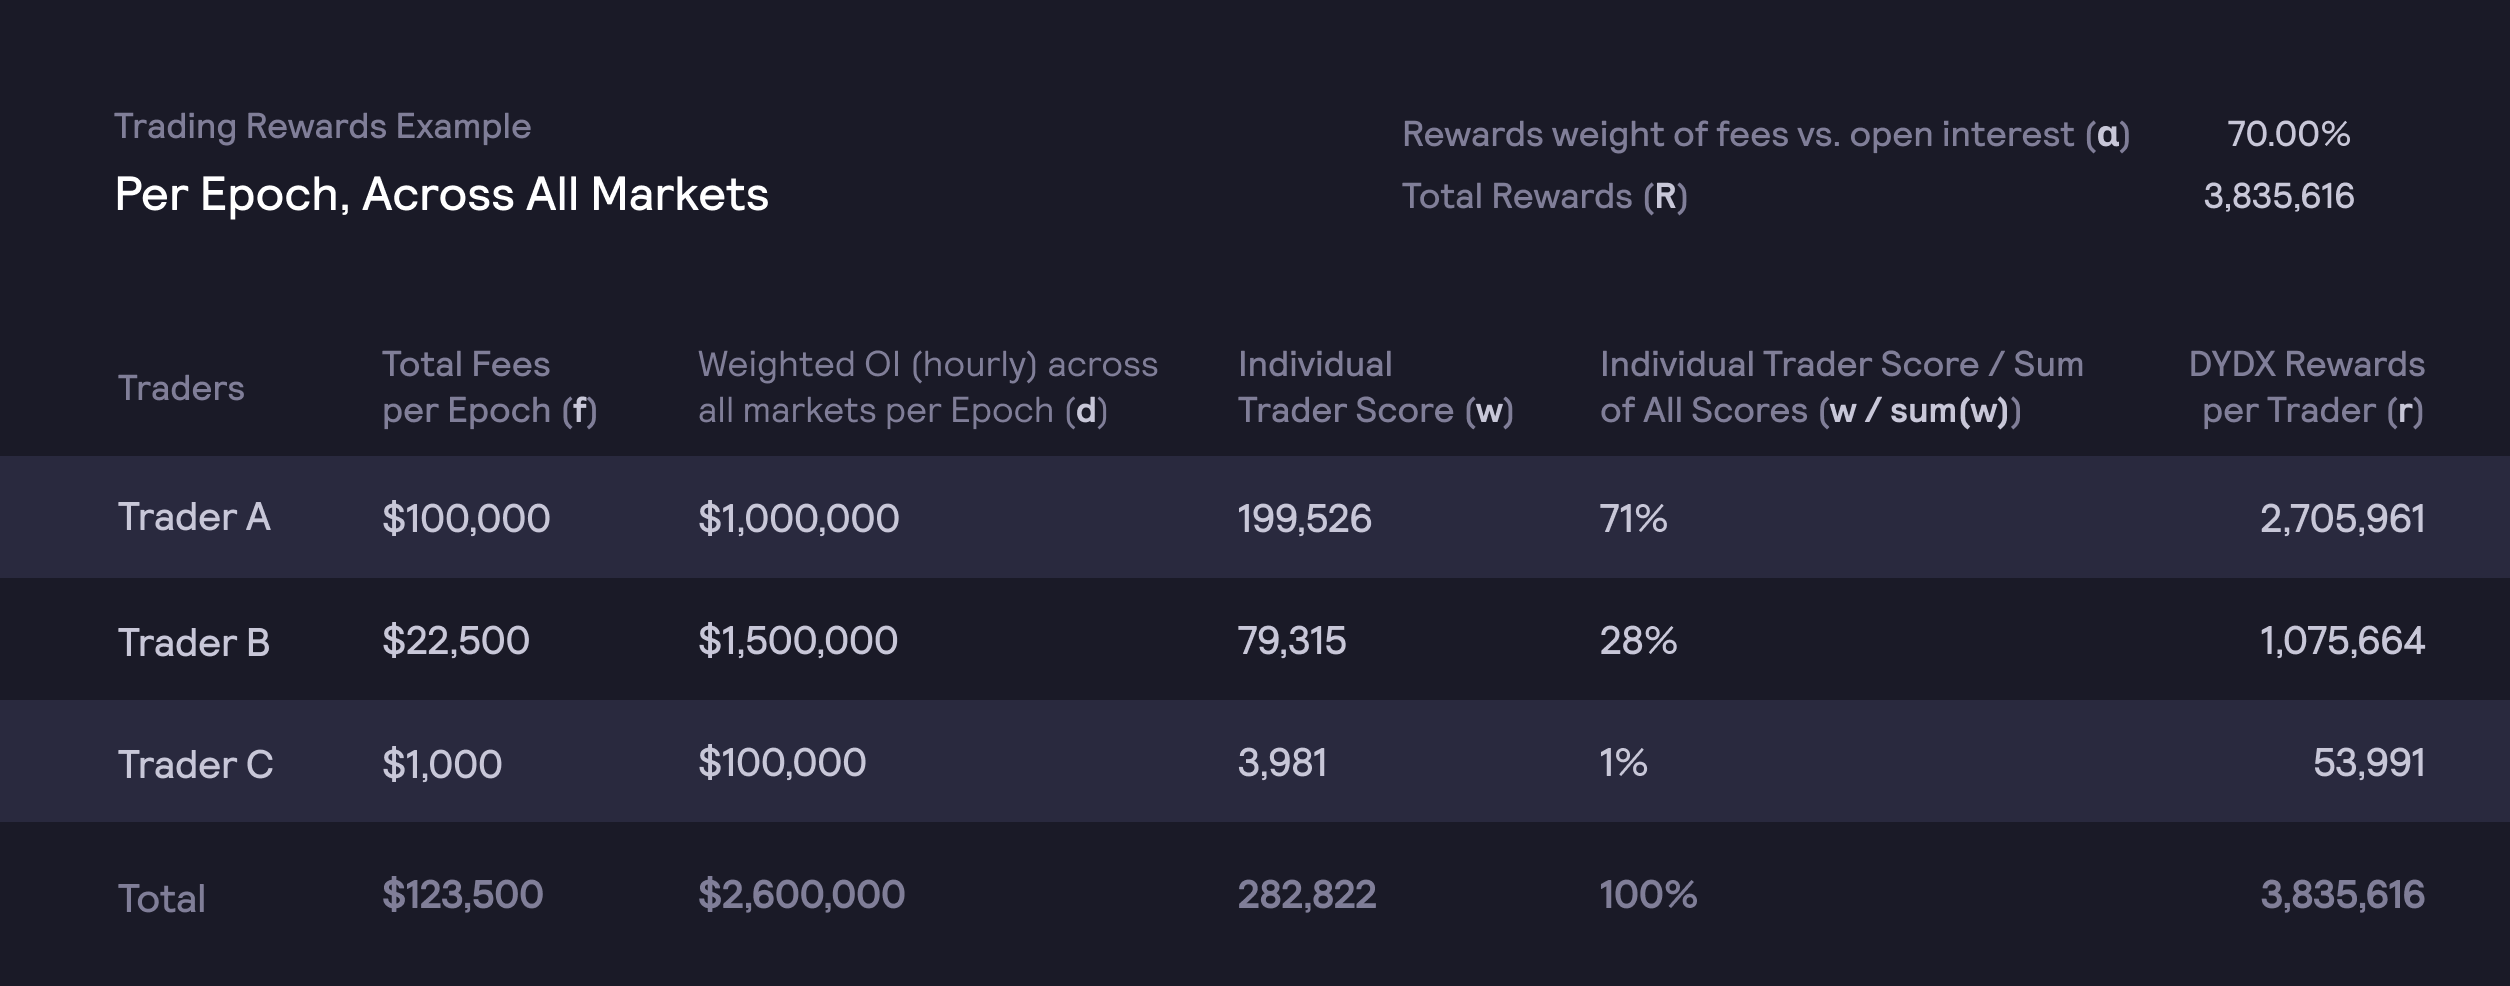 Trading Rewards Example
Per Epoch, Across All Markets
Rewards weight of fees vs. open interest (α) 70.00%
Total Rewards (R) 3,835,616
Traders
Total Fees
per Epoch (f)
Weighted OI (hourly) across
all markets per Epoch (d)
Individual
Trader Score (w)
Individual Trader Score / Sum
of All Scores (w / sum(w))
DYDX Rewards
per Trader (r)
Trader A $100,000 $1,000,000 199,526 71% 2,705,961
Trader B $22,500 $1,500,000 79,315 28% 1,075,664
Trader C $1,000 $100,000 3,981 1% 53,991
Total $123,500 $2,600,000 282,822 100% 3,835,616